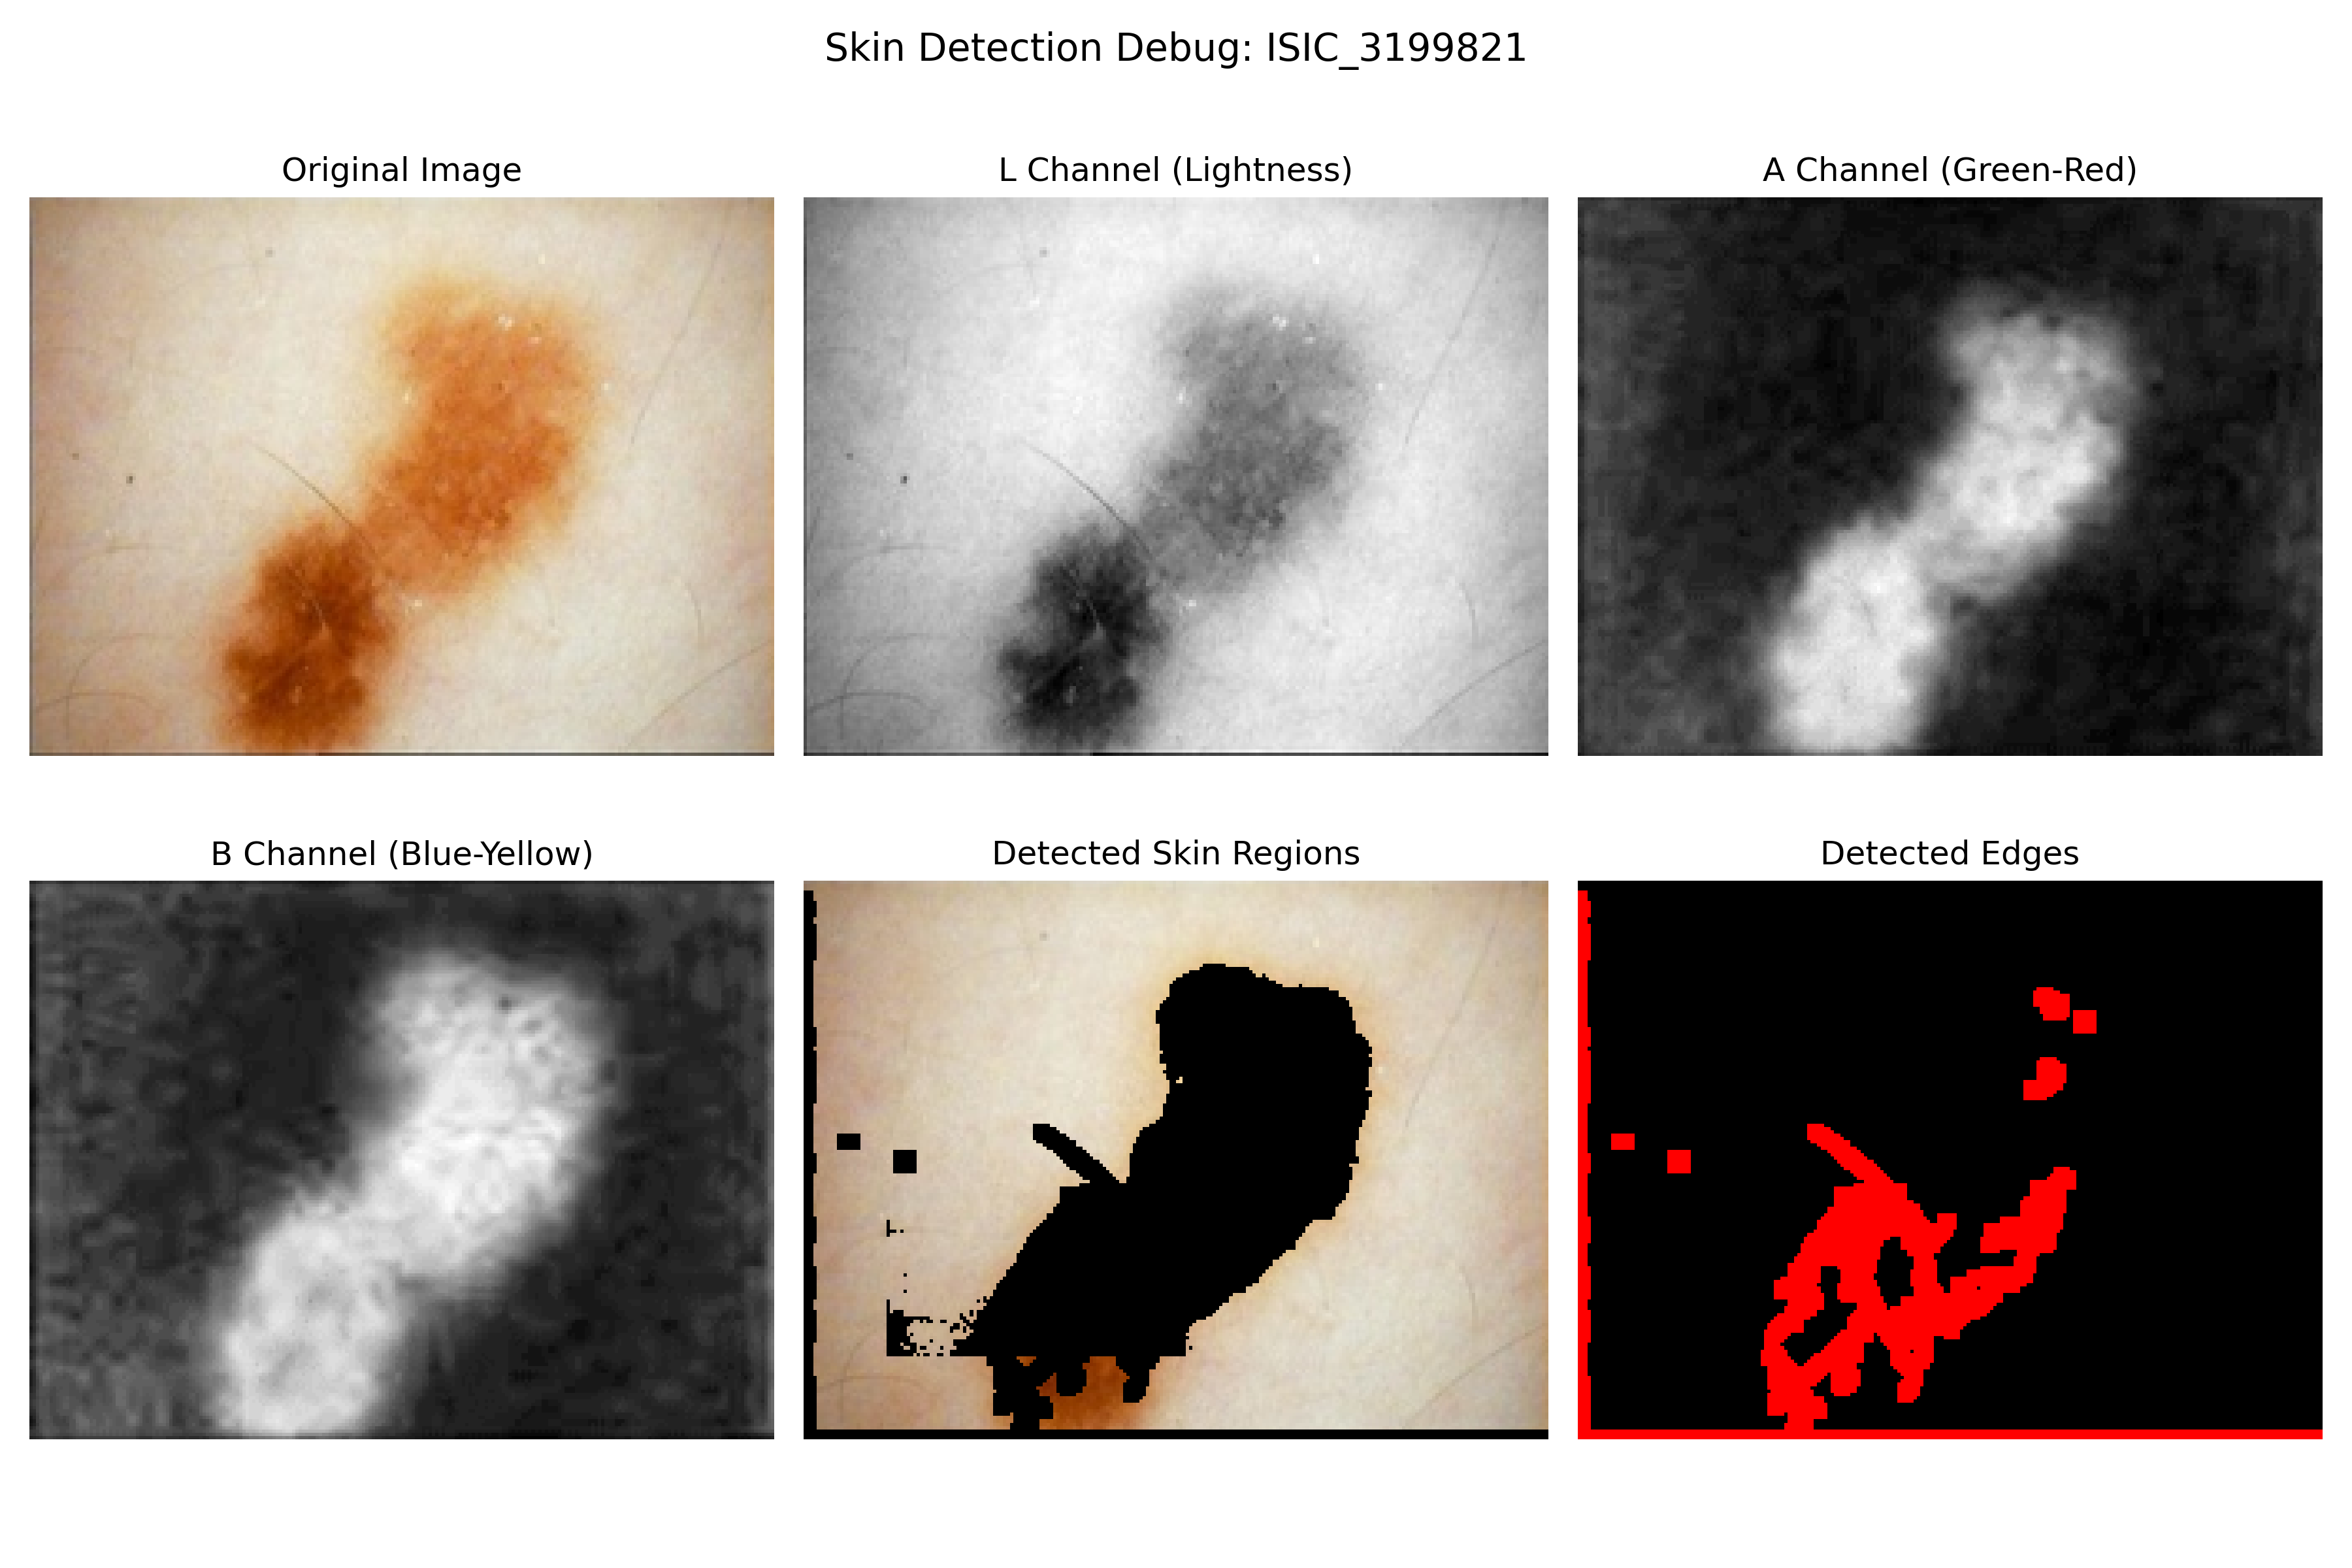 Skin Detection Debug: ISIC_3199821
Original Image
L Channel (Lightness)
A Channel (Green-Red)
B Channel (Blue-Yellow)
Detected Skin Regions
Detected Edges